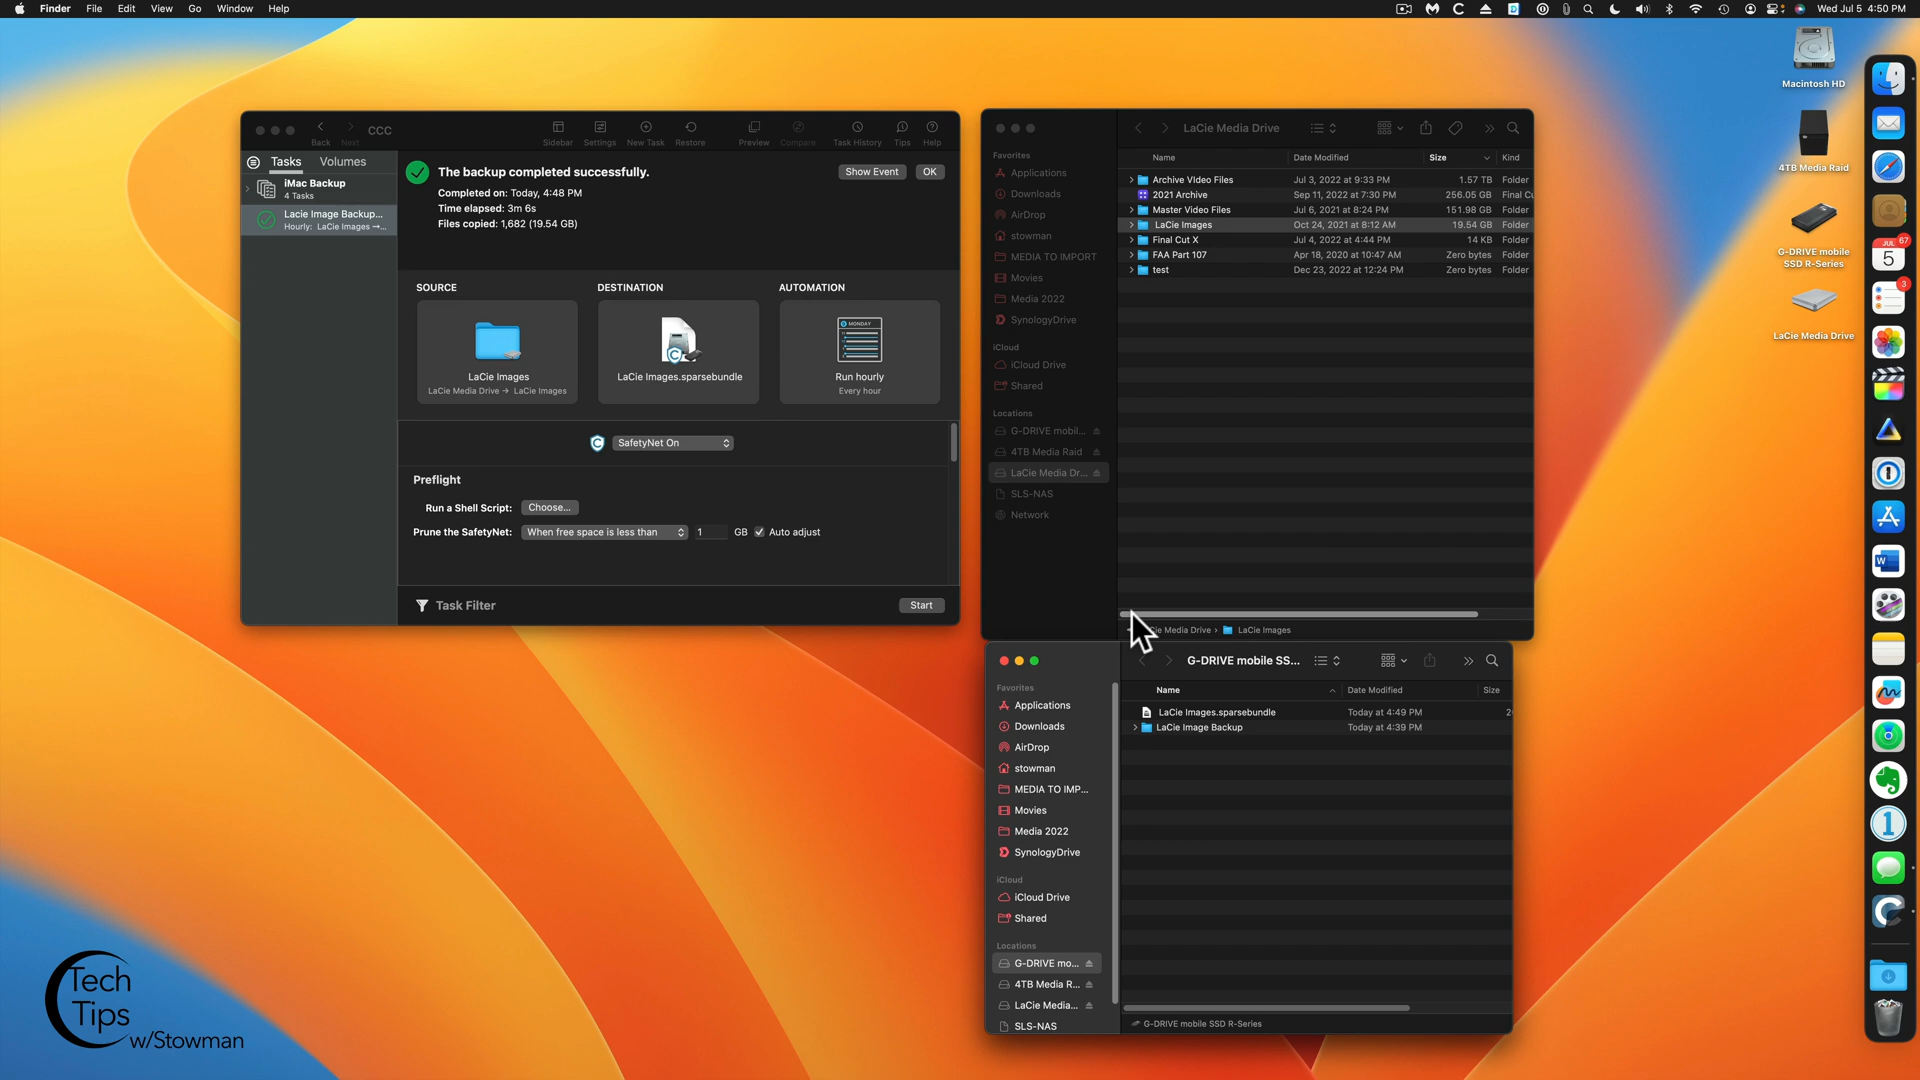 Finder File Edit View Go Window Help
Wed Jul 5 4:50 PM
Macintosh HD
4TB Media Raid
G-DRIVE mobile
SSD R-Series
LaCie Media Drive
JUL 67
5
3
CCC
Back Next
Sidebar Settings New Task Restore Preview Compare Task History Tips Help
Tasks Volumes
iMac Backup
4 Tasks
Lacie Image Backup...
Hourly: LaCie Images →...
The backup completed successfully.
Show Event OK
Completed on: Today, 4:48 PM
Time elapsed: 3m 6s
Files copied: 1,682 (19.54 GB)
SOURCE DESTINATION AUTOMATION
MONDAY
LaCie Images
LaCie Media Drive → LaCie Images
LaCie Images.sparsebundle
Run hourly
Every hour
SafetyNet On
Preflight
Run a Shell Script: Choose...
Prune the SafetyNet: When free space is less than 1 GB Auto adjust
Task Filter Start
LaCie Media Drive
Favorites
Applications
Downloads
AirDrop
stowman
MEDIA TO IMPORT
Movies
Media 2022
SynologyDrive
iCloud
iCloud Drive
Shared
Locations
G-DRIVE mobil...
4TB Media Raid
LaCie Media Dr...
SLS-NAS
Network
Name Date Modified Size Kind
Archive VIdeo Files Jul 3, 2022 at 9:33 PM 1.57 TB Folder
2021 Archive Sep 11, 2022 at 7:30 PM 256.05 GB Final Cu
Master Video Files Jul 6, 2021 at 8:24 PM 151.98 GB Folder
LaCie Images Oct 24, 2021 at 8:12 AM 19.54 GB Folder
Final Cut X Jul 4, 2022 at 4:44 PM 14 KB Folder
FAA Part 107 Apr 18, 2020 at 10:47 AM Zero bytes Folder
test Dec 23, 2022 at 12:24 PM Zero bytes Folder
Cie Media Drive › LaCie Images
G-DRIVE mobile SS...
Favorites
Applications
Downloads
AirDrop
stowman
MEDIA TO IMP...
Movies
Media 2022
SynologyDrive
iCloud
iCloud Drive
Shared
Locations
G-DRIVE mo...
4TB Media R...
LaCie Media...
SLS-NAS
Name Date Modified Size
LaCie Images.sparsebundle Today at 4:49 PM 2
LaCie Image Backup Today at 4:39 PM
G-DRIVE mobile SSD R-Series
Tech
Tips
w/Stowman